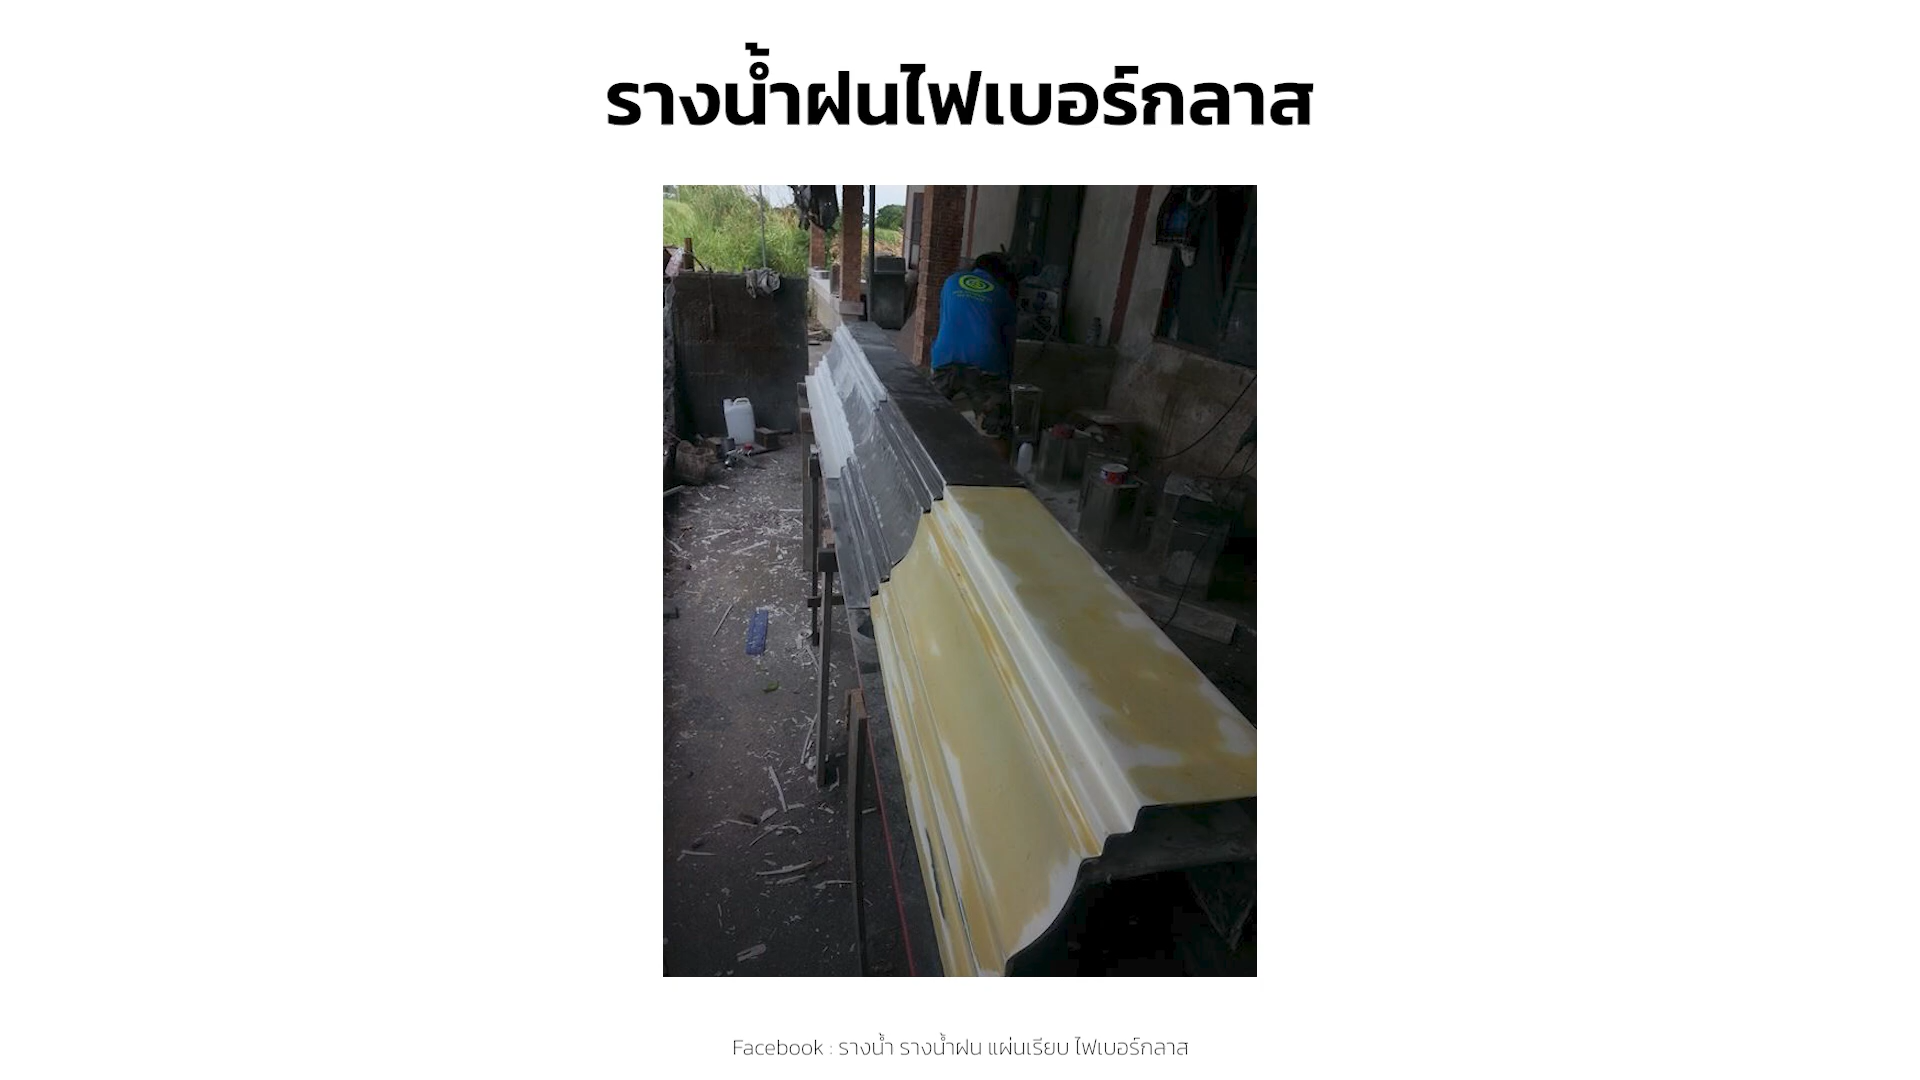 รางน้ำฝนไฟเบอร์กลาส
Facebook : รางน้ำ รางน้ำฝน แผ่นเรียบ ไฟเบอร์กลาส